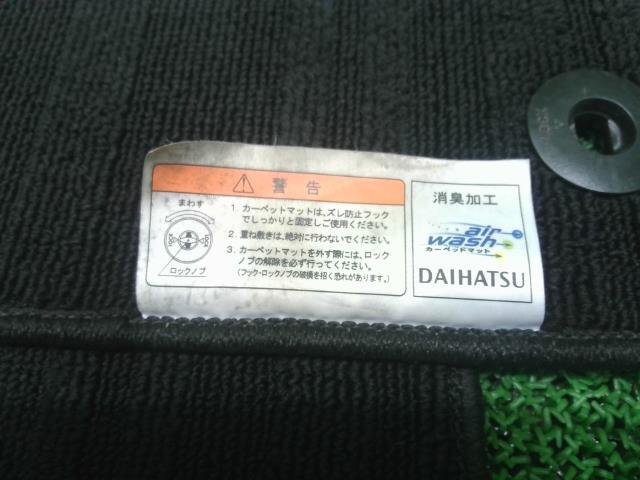 警告
まわす
ロックノブ
1. カーペットマットは、ズレ防止フック
でしっかりと固定しご使用ください。
2. 重ね敷きは、絶対に行わないでください。
3. カーペットマットを外す際には、ロック
ノブの解除を必ず行ってください。
(フック・ロックノブの破損を招く恐れがあります。)
消臭加工
air
wash
カーペットマット
DAIHATSU